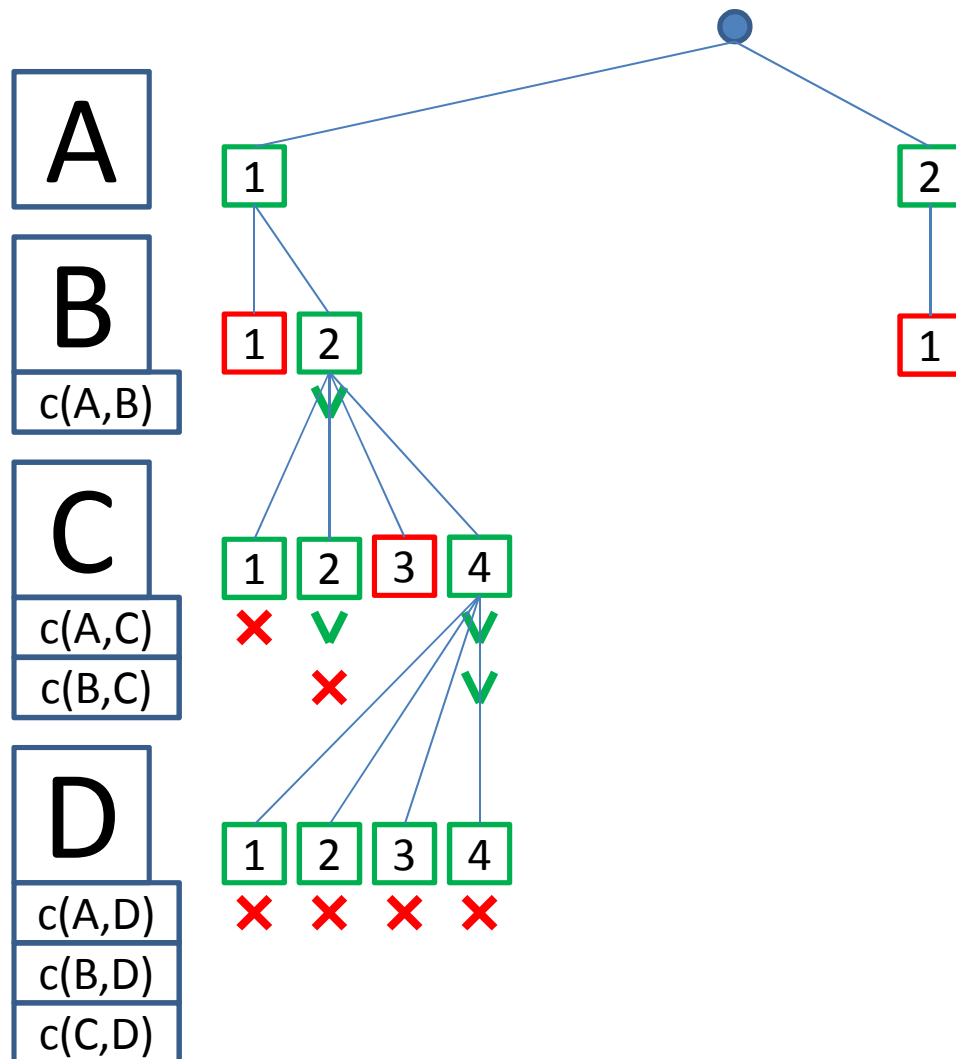 A
1 2
B
1 2 1
c(A,B)
V
C
1 2 3 4
c(A,C)
✕ V V
c(B,C)
✕ V
D
1 2 3 4
c(A,D)
✕ ✕ ✕ ✕
c(B,D)
c(C,D)